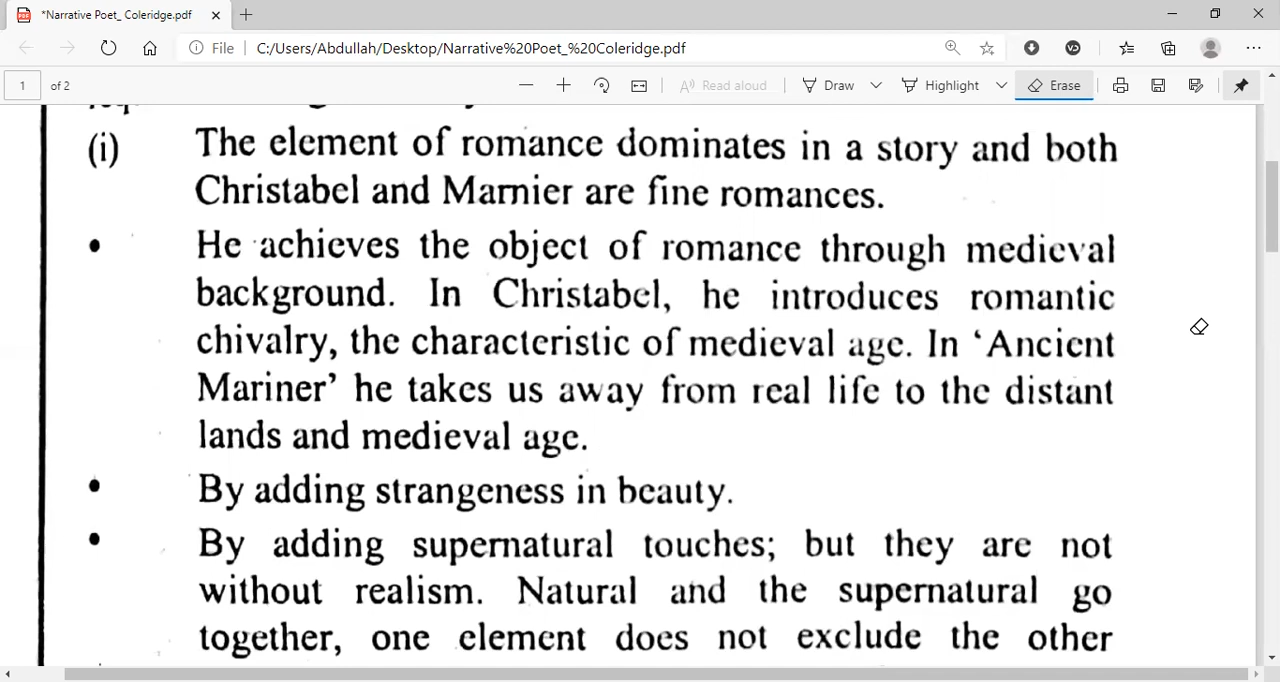 *Narrative Poet_ Coleridge.pdf
File C:/Users/Abdullah/Desktop/Narrative%20Poet_%20Coleridge.pdf
1 of 2 Read aloud Draw Highlight Erase
(i) The element of romance dominates in a story and both
Christabel and Marnier are fine romances.
• He achieves the object of romance through medieval
background. In Christabel, he introduces romantic
chivalry, the characteristic of medieval age. In ‘Ancient
Mariner’ he takes us away from real life to the distant
lands and medieval age.
• By adding strangeness in beauty.
• By adding supernatural touches; but they are not
without realism. Natural and the supernatural go
together, one element does not exclude the other